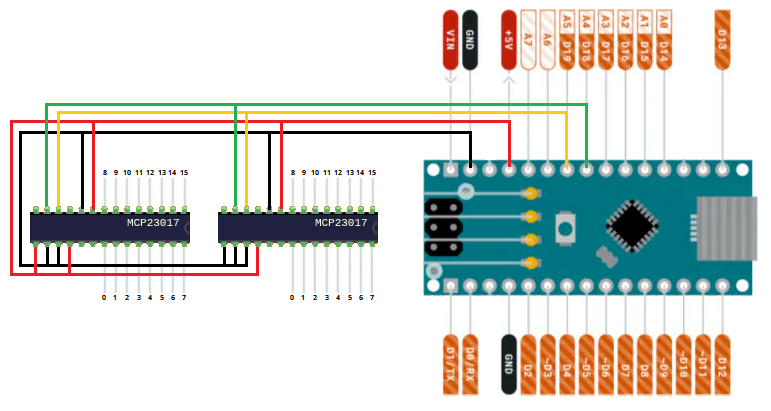 VIN
GND
+5V
A7
A6
A5 D19
A4 D18
A3 D17
A2 D16
A1 D15
A0 D14
D13
8 9 10 11 12 13 14 15
8 9 10 11 12 13 14 15
MCP23017
MCP23017
0 1 2 3 4 5 6 7
0 1 2 3 4 5 6 7
D1/TX
D0/RX
GND
D2
~D3
D4
~D5
~D6
D7
D8
~D9
~D10
~D11
D12